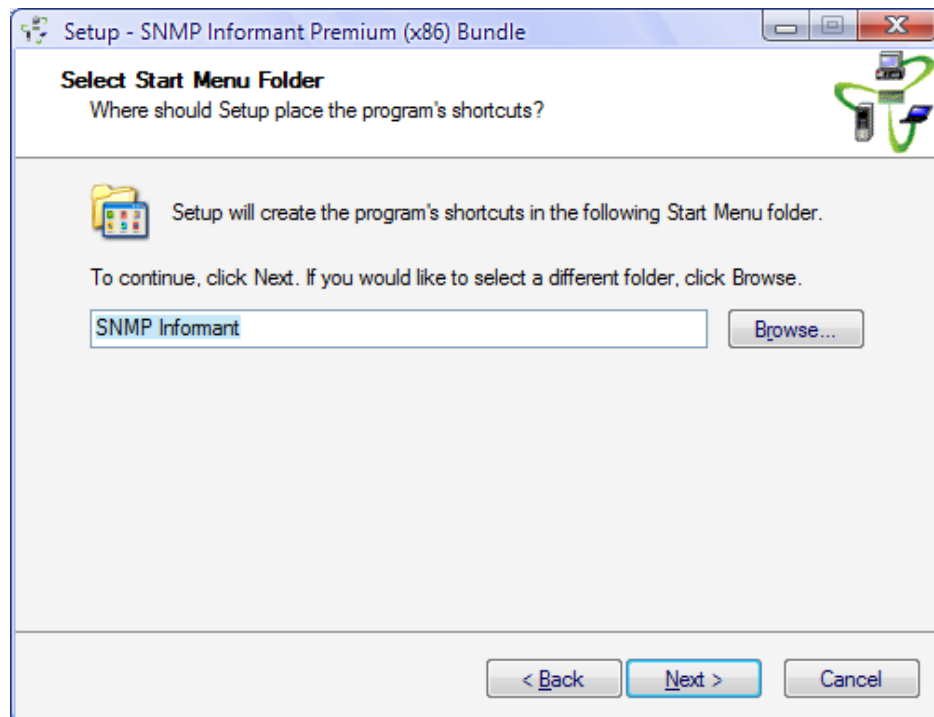 Setup - SNMP Informant Premium (x86) Bundle
Select Start Menu Folder
Where should Setup place the program's shortcuts?
Setup will create the program's shortcuts in the following Start Menu folder.
To continue, click Next. If you would like to select a different folder, click Browse.
SNMP Informant
Browse...
< Back
Next >
Cancel